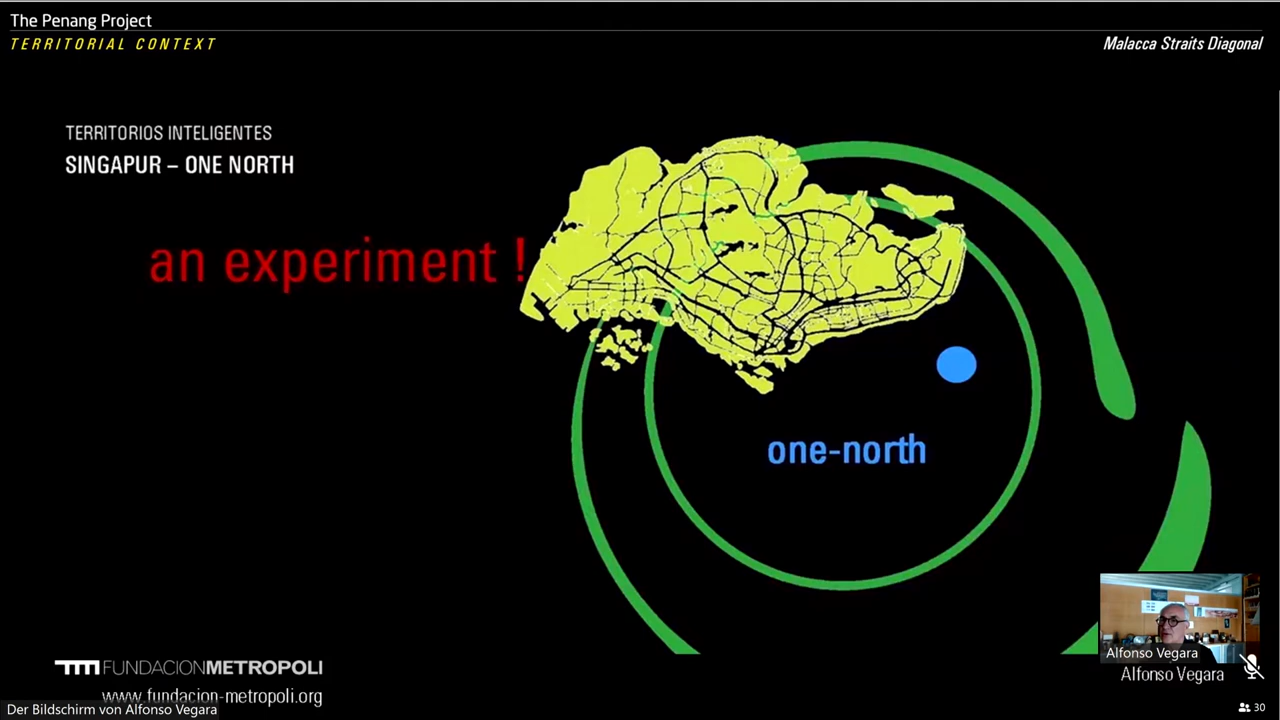 The Penang Project
TERRITORIAL CONTEXT
Malacca Straits Diagonal
TERRITORIOS INTELIGENTES
SINGAPUR – ONE NORTH
an experiment !
one-north
FUNDACIONMETROPOLI
www.fundacion-metropoli.org
Alfonso Vegara
Alfonso Vegara
Der Bildschirm von Alfonso Vegara
30